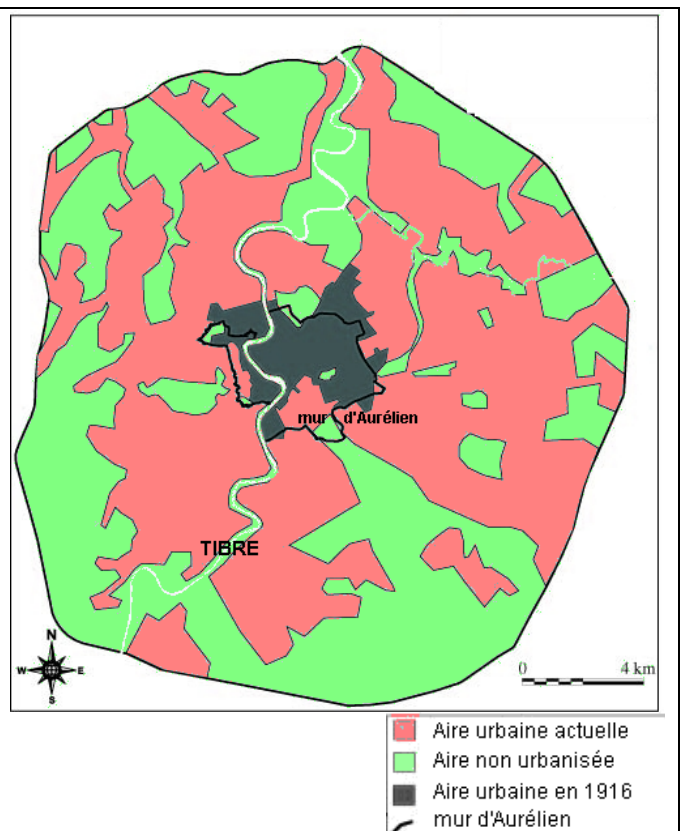 mur d'Aurélien
TIBRE
N
W E
S
0 4 km
Aire urbaine actuelle
Aire non urbanisée
Aire urbaine en 1916
mur d'Aurélien